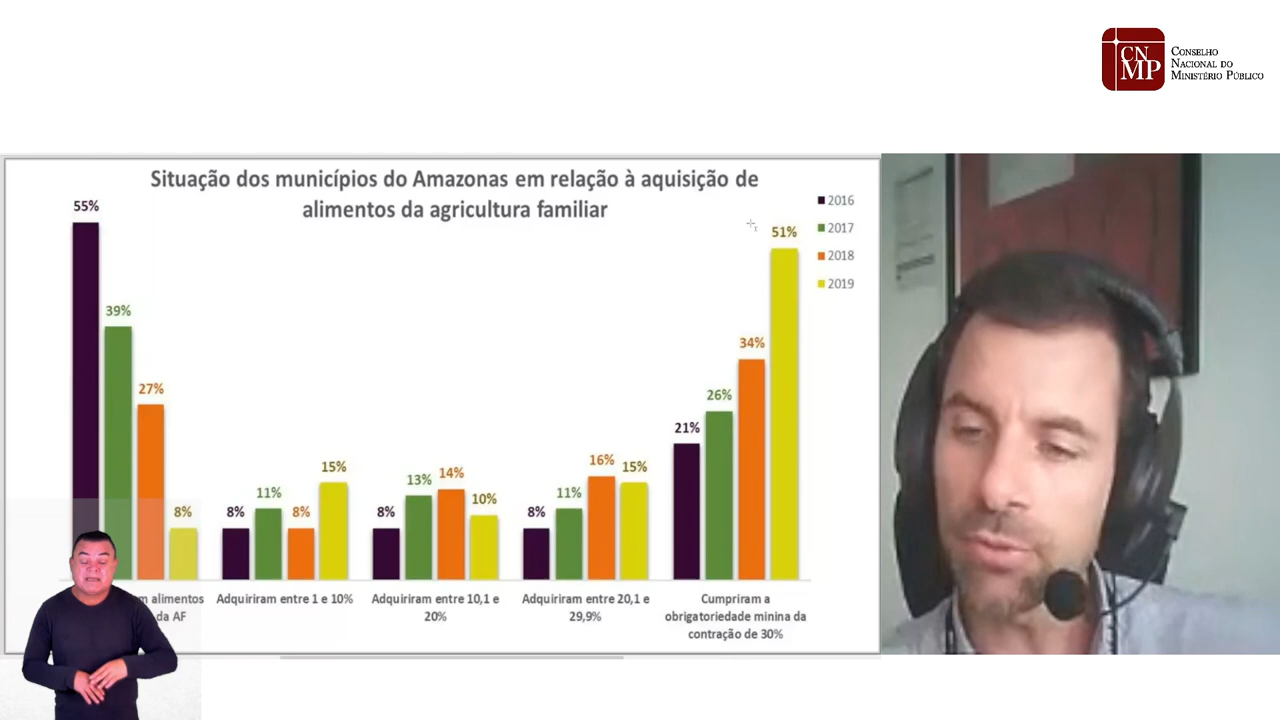 CN
MP
CONSELHO
NACIONAL DO
MINISTÉRIO PÚBLICO
Situação dos municípios do Amazonas em relação à aquisição de
alimentos da agricultura familiar
2016
2017
2018
2019
55%
39%
27%
8%
8%
11%
8%
15%
8%
13%
14%
10%
8%
11%
16%
15%
21%
26%
34%
51%
alimentos
da AF
Adquiriram entre 1 e 10%
Adquiriram entre 10,1 e
20%
Adquiriram entre 20,1 e
29,9%
Cumpriram a
obrigatoriedade minina da
contração de 30%